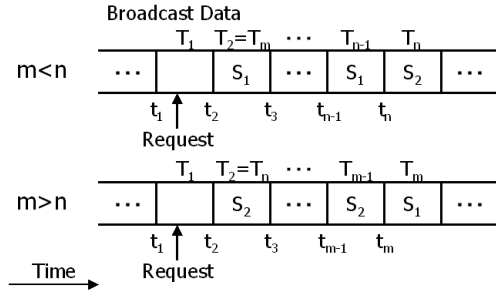 Broadcast Data
T₁ T₂=Tₘ ⋯ Tₙ₋₁ Tₙ
m<n ⋯ S₁ ⋯ S₁ S₂ ⋯
t₁ t₂ t₃ tₙ₋₁ tₙ
Request
T₁ T₂=Tₙ ⋯ Tₘ₋₁ Tₘ
m>n ⋯ S₂ ⋯ S₂ S₁ ⋯
t₁ t₂ t₃ tₘ₋₁ tₘ
Time Request